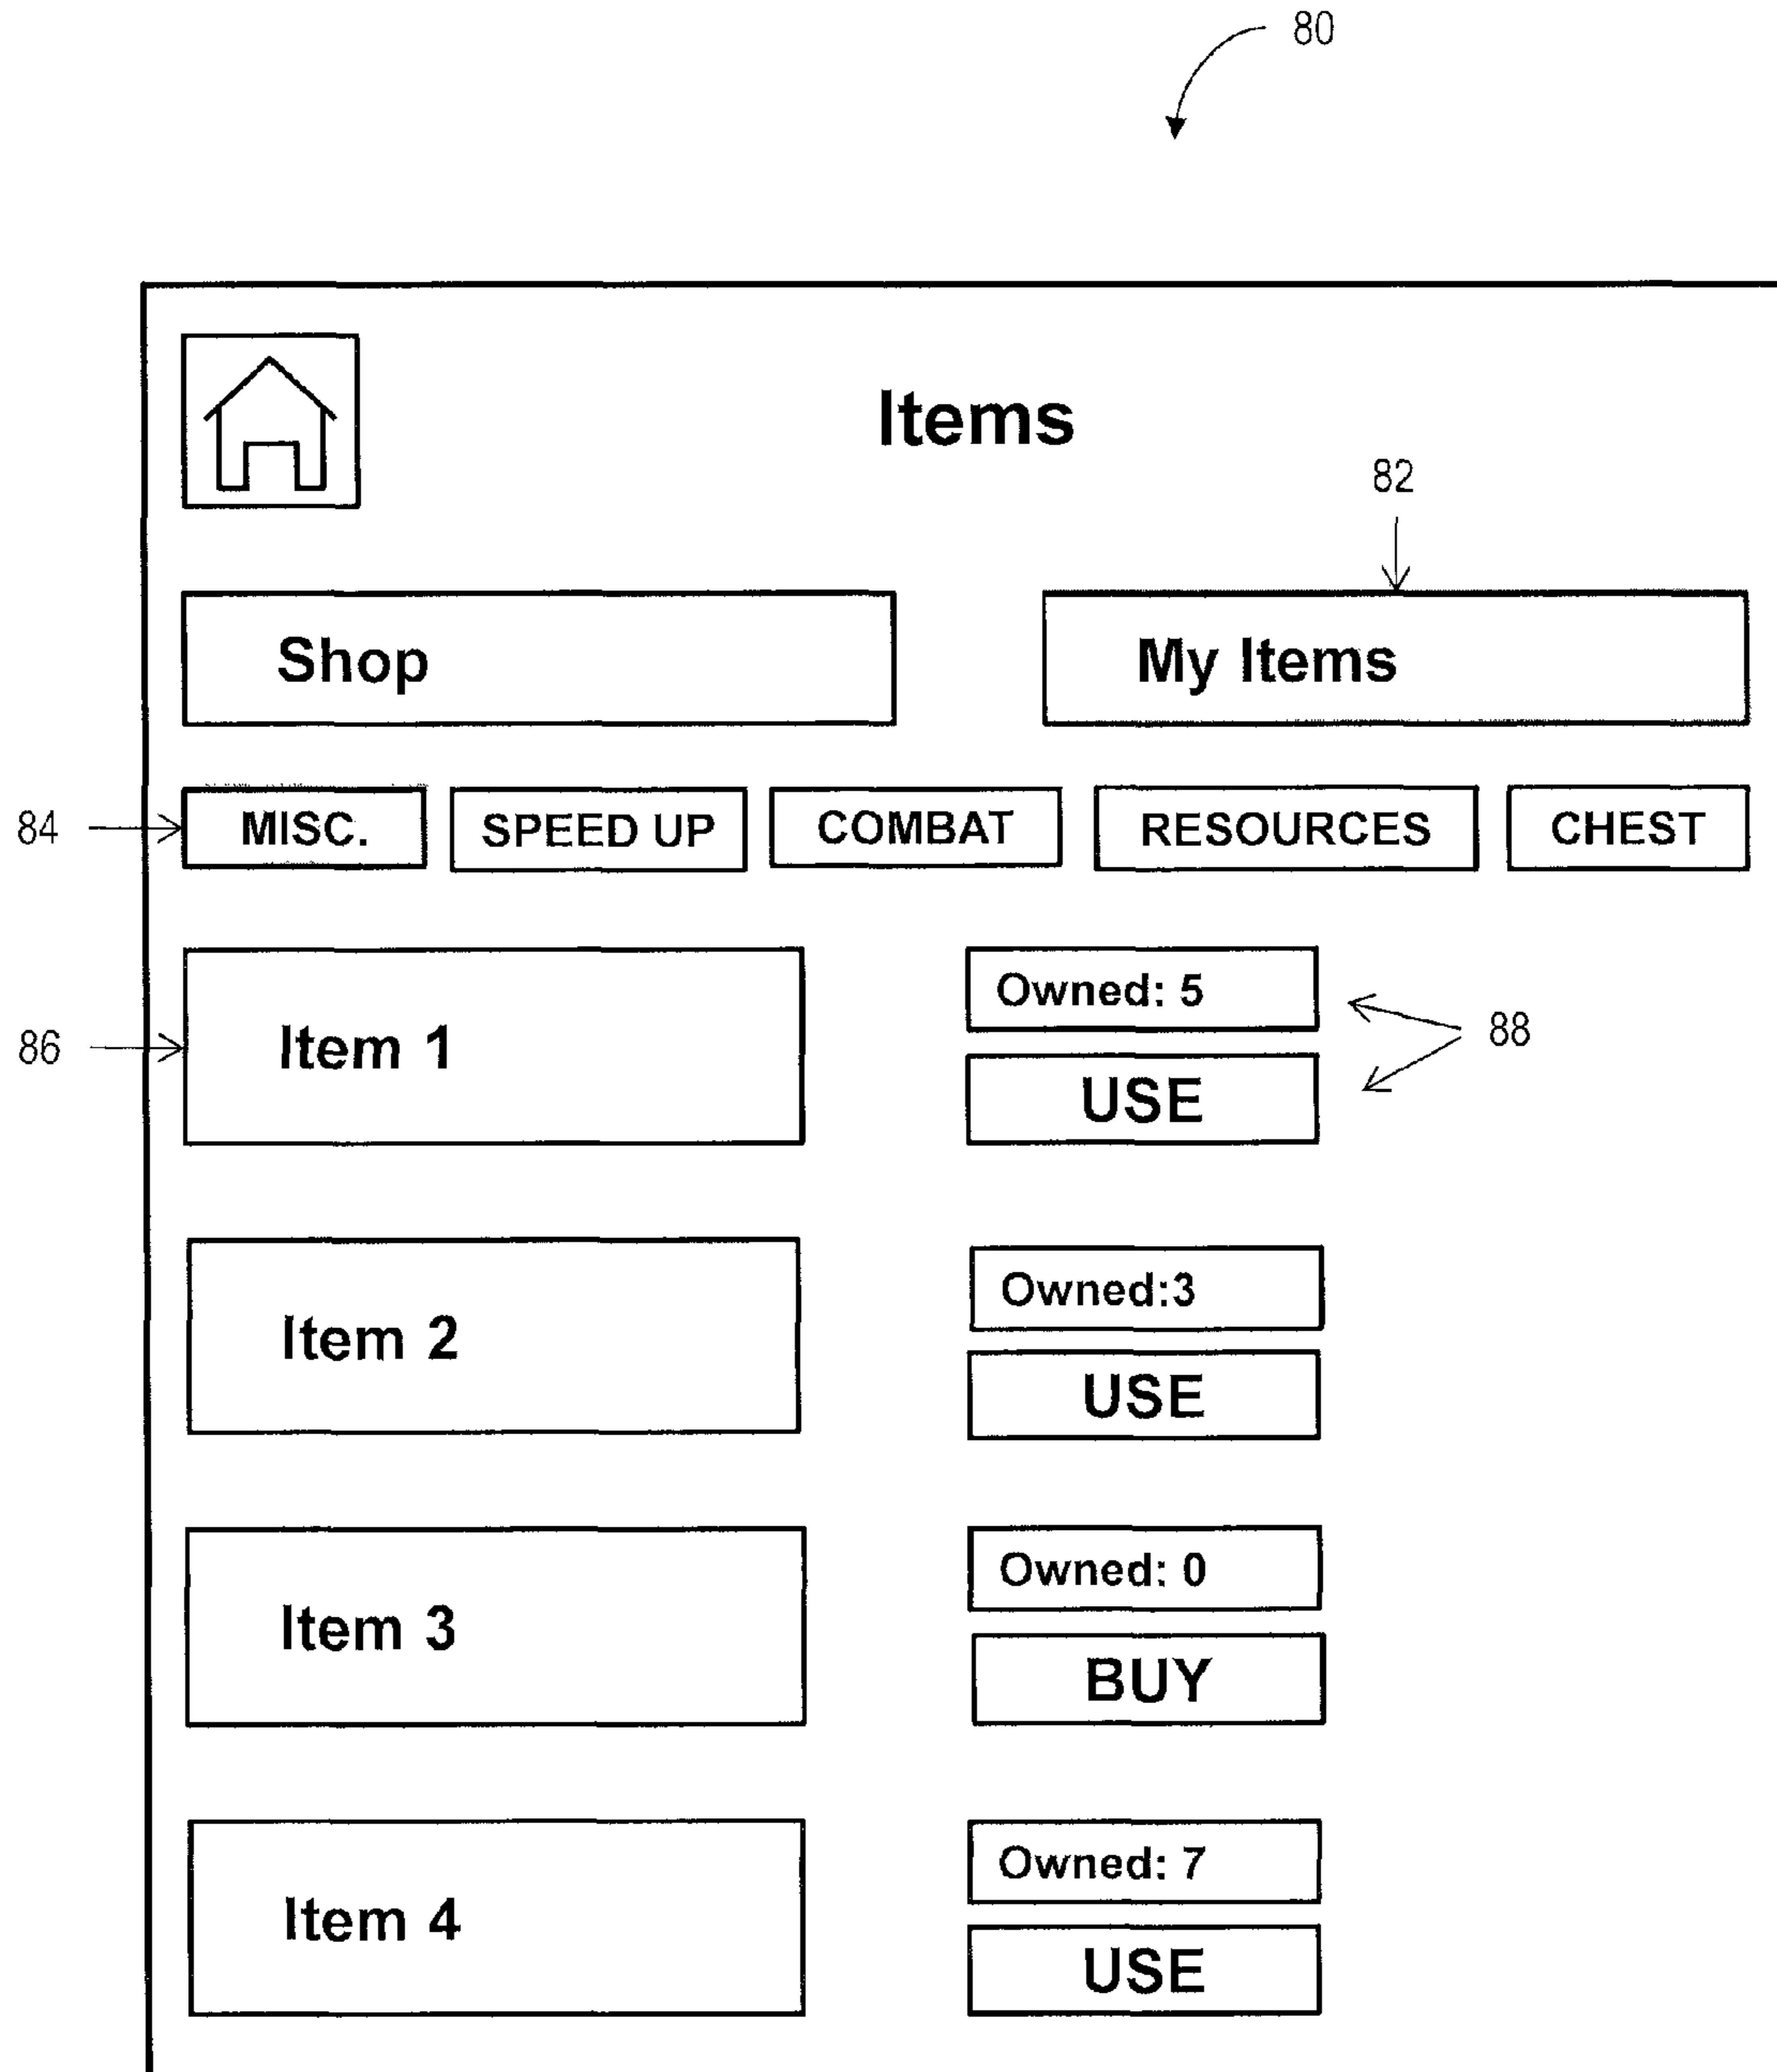 80
Items
82
Shop My Items
84 MISC. SPEED UP COMBAT RESOURCES CHEST
Owned: 5
86 Item 1 88
USE
Owned:3
Item 2
USE
Owned: 0
Item 3
BUY
Owned: 7
Item 4
USE